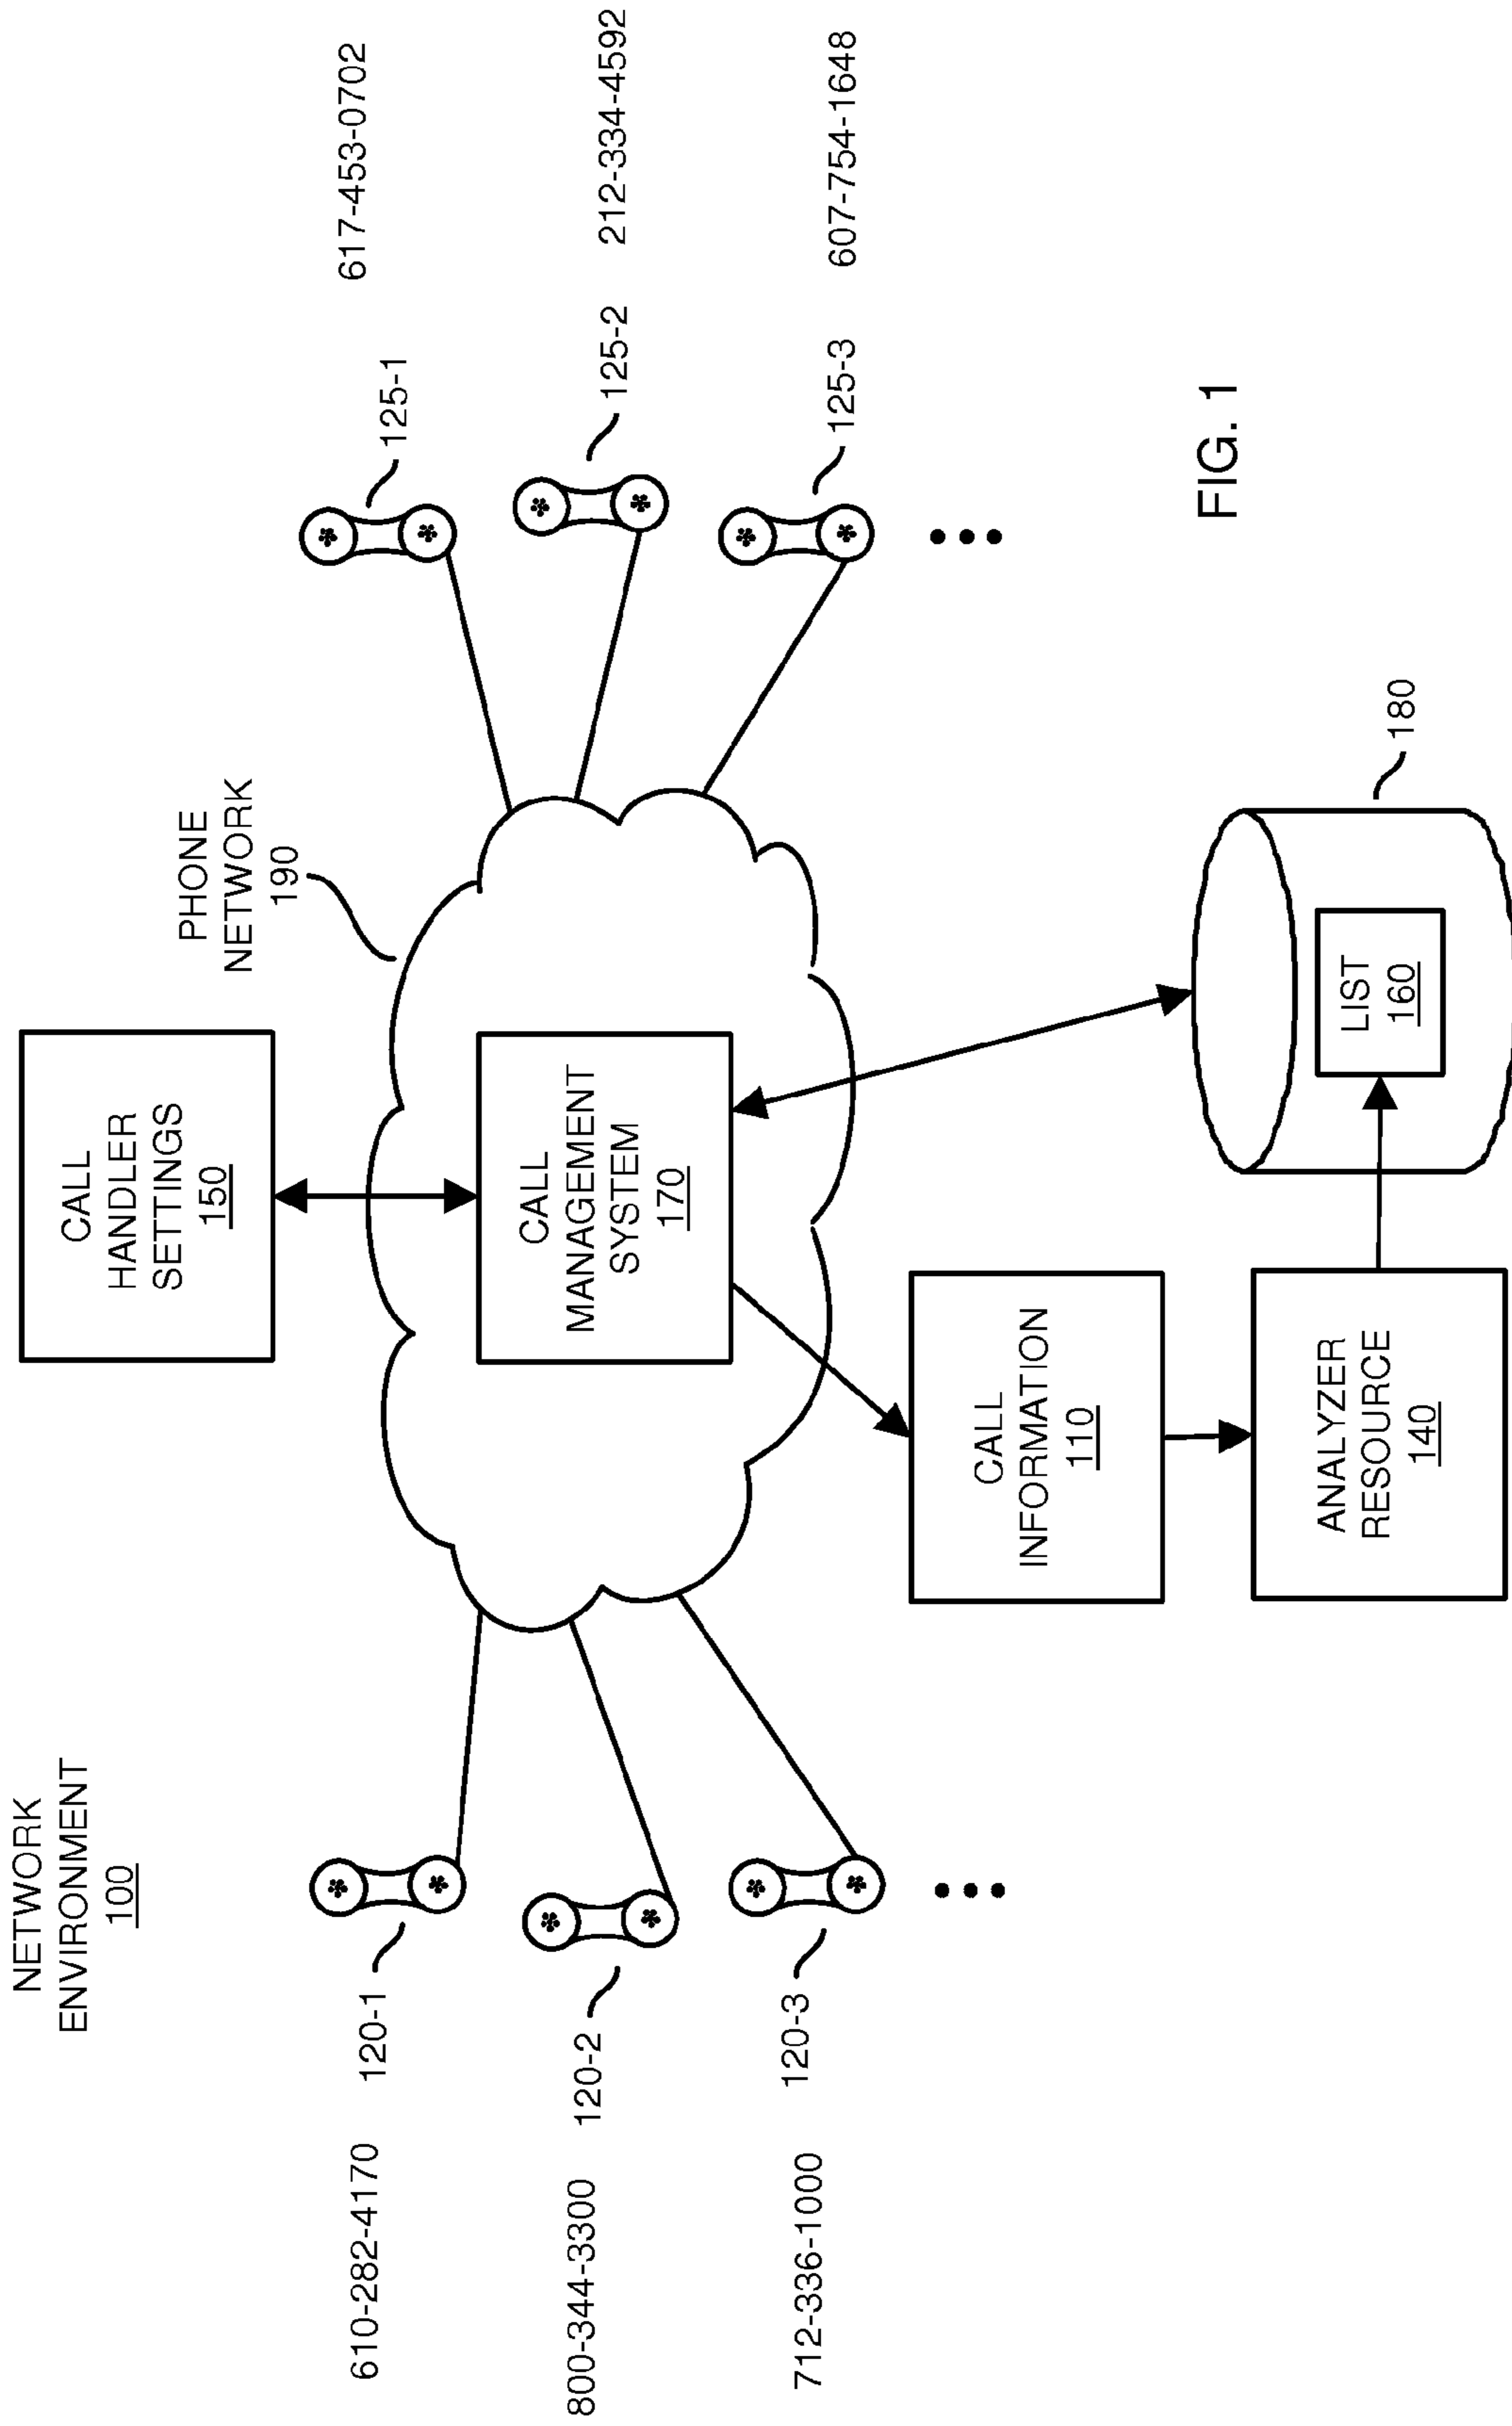 NETWORK
ENVIRONMENT
100
CALL
HANDLER
SETTINGS
150
PHONE
NETWORK
190
610-282-4170
120-1
800-344-3300
120-2
712-336-1000
120-3
CALL
MANAGEMENT
SYSTEM
170
125-1
617-453-0702
125-2
212-334-4592
125-3
607-754-1648
CALL
INFORMATION
110
ANALYZER
RESOURCE
140
LIST
160
180
FIG. 1